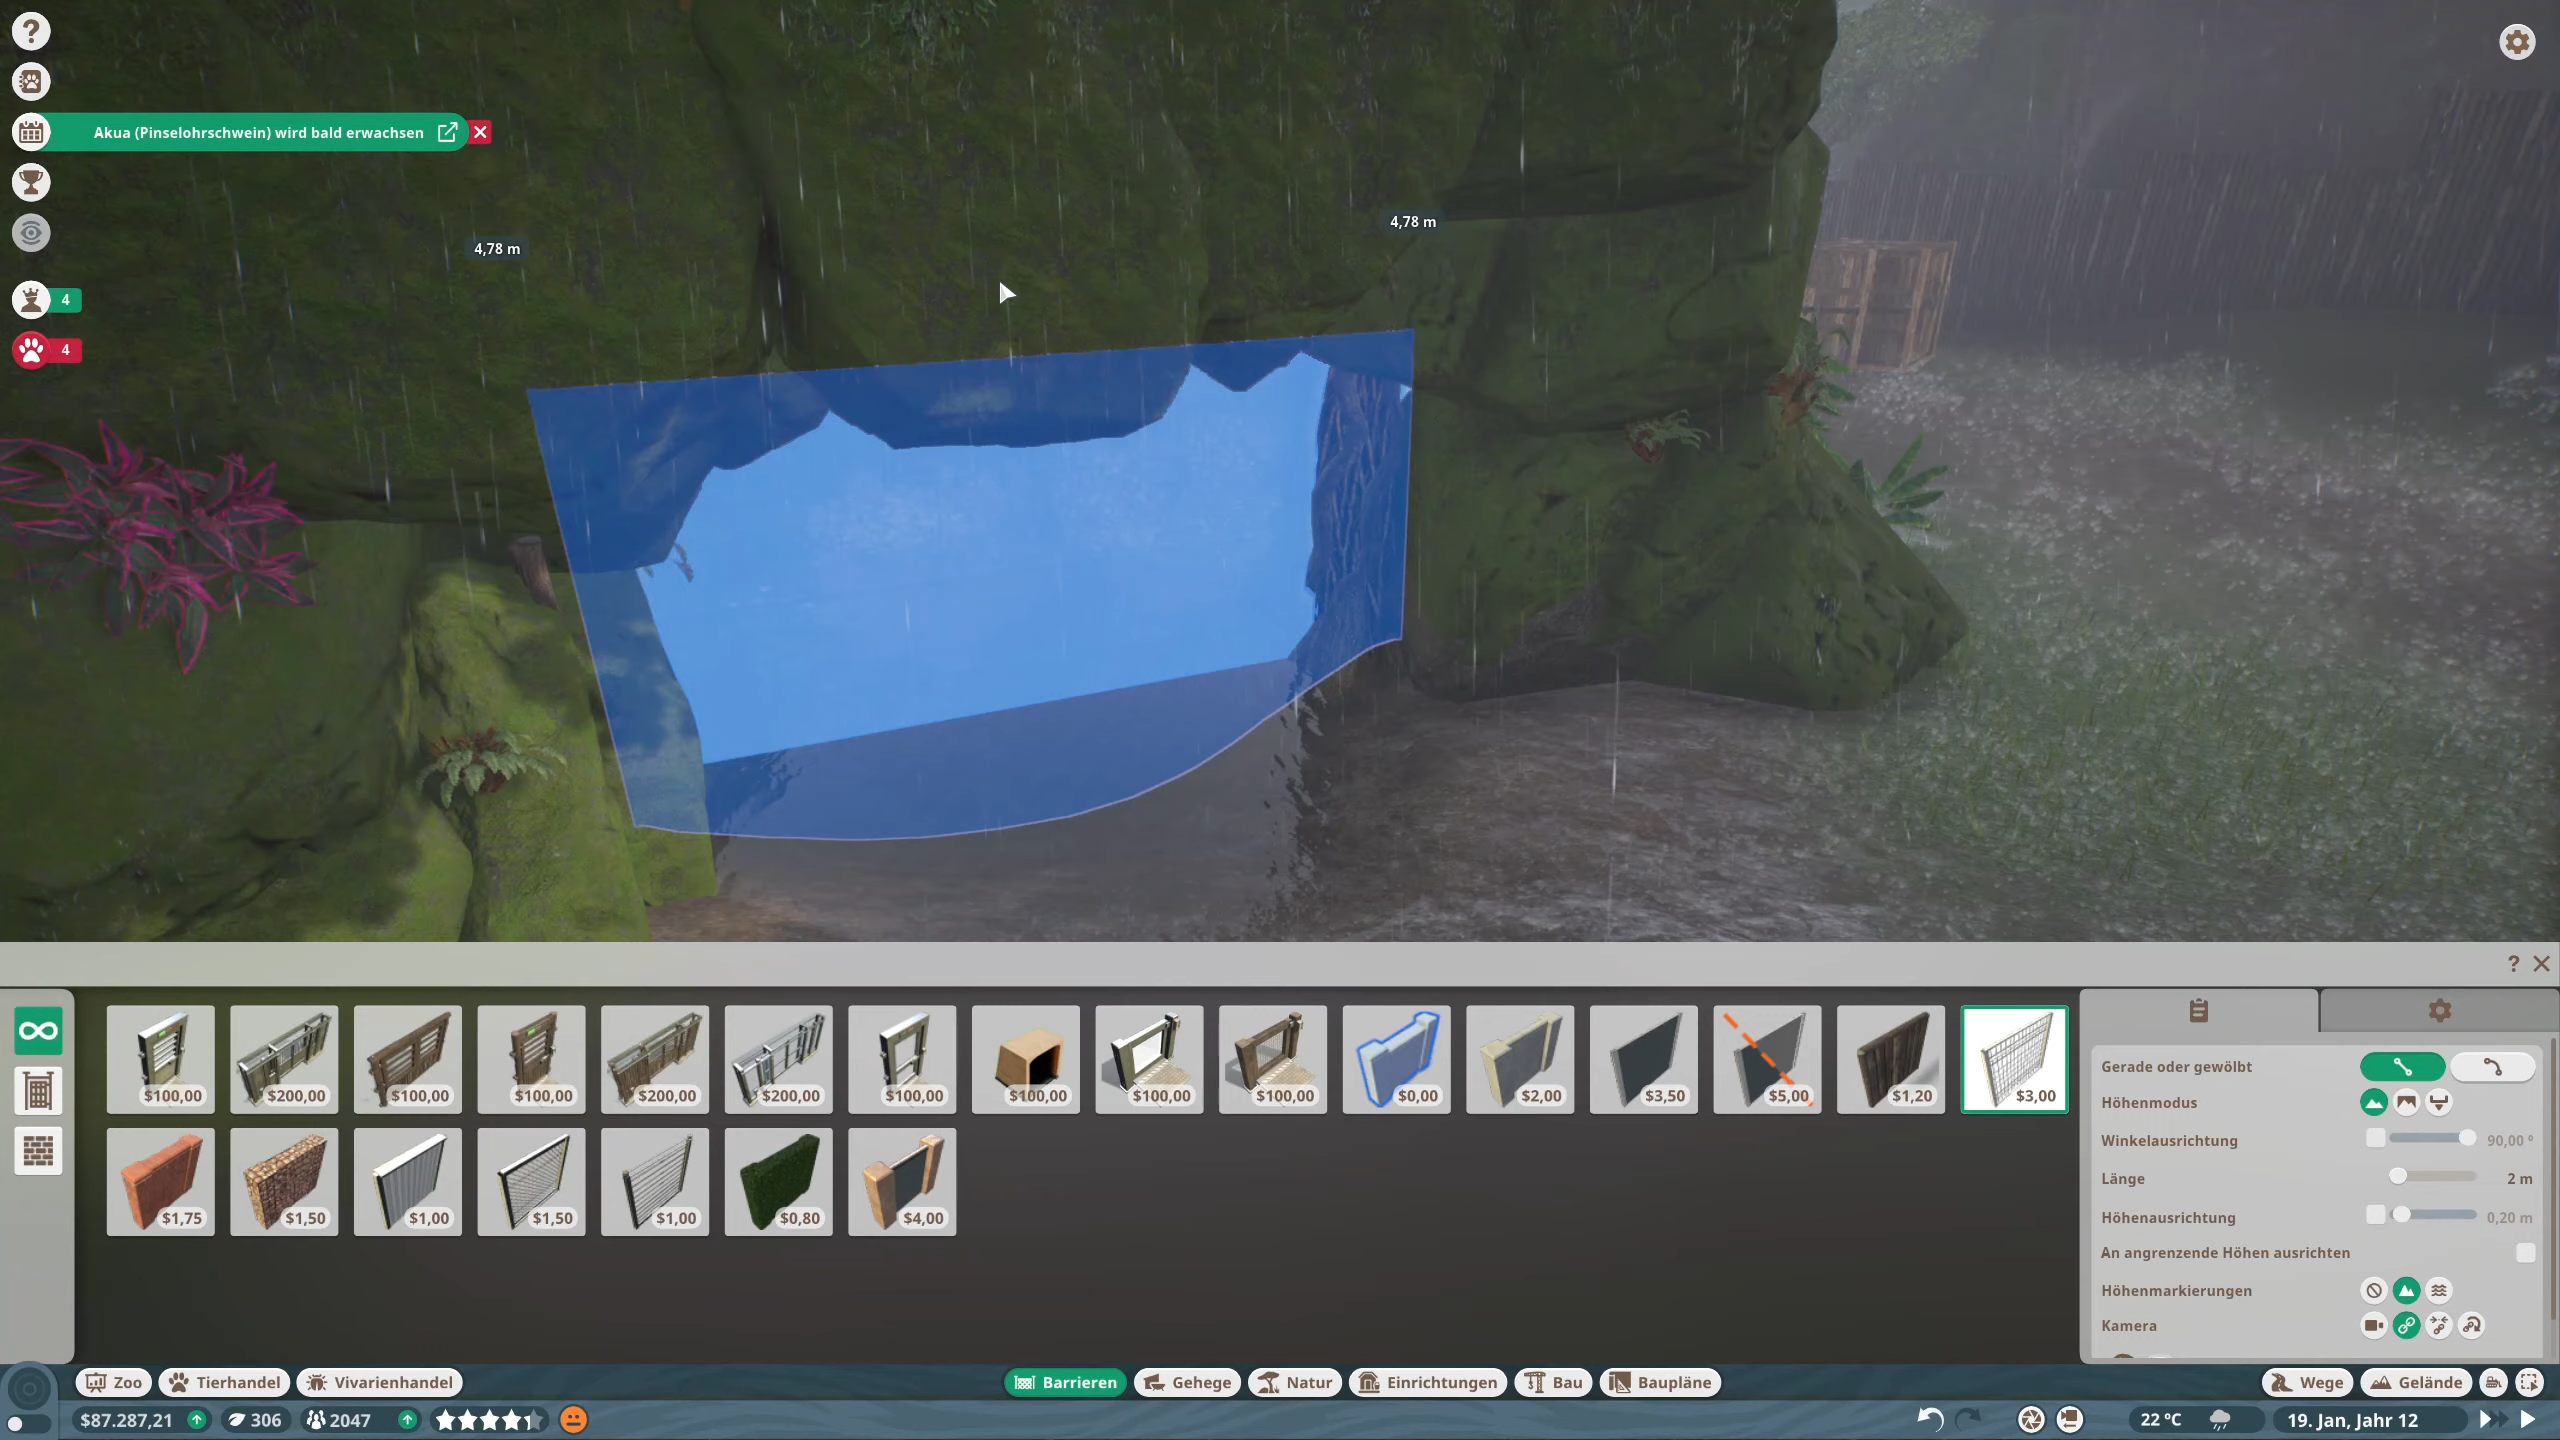 ?
Akua (Pinselohrschwein) wird bald erwachsen
4,78 m
4,78 m
4
4
?
$100,00 $200,00 $100,00 $100,00 $200,00 $200,00 $100,00 $100,00 $100,00 $100,00 $0,00 $2,00 $3,50 $5,00 $1,20 $3,00
$1,75 $1,50 $1,00 $1,50 $1,00 $0,80 $4,00
Gerade oder gewölbt
Höhenmodus
Winkelausrichtung 90,00 °
Länge 2 m
Höhenausrichtung 0,20 m
An angrenzende Höhen ausrichten
Höhenmarkierungen
Kamera
Zoo Tierhandel Vivarienhandel Barrieren Gehege Natur Einrichtungen Bau Baupläne Wege Gelände
$87.287,21 306 2047 22 °C 19. Jan, Jahr 12